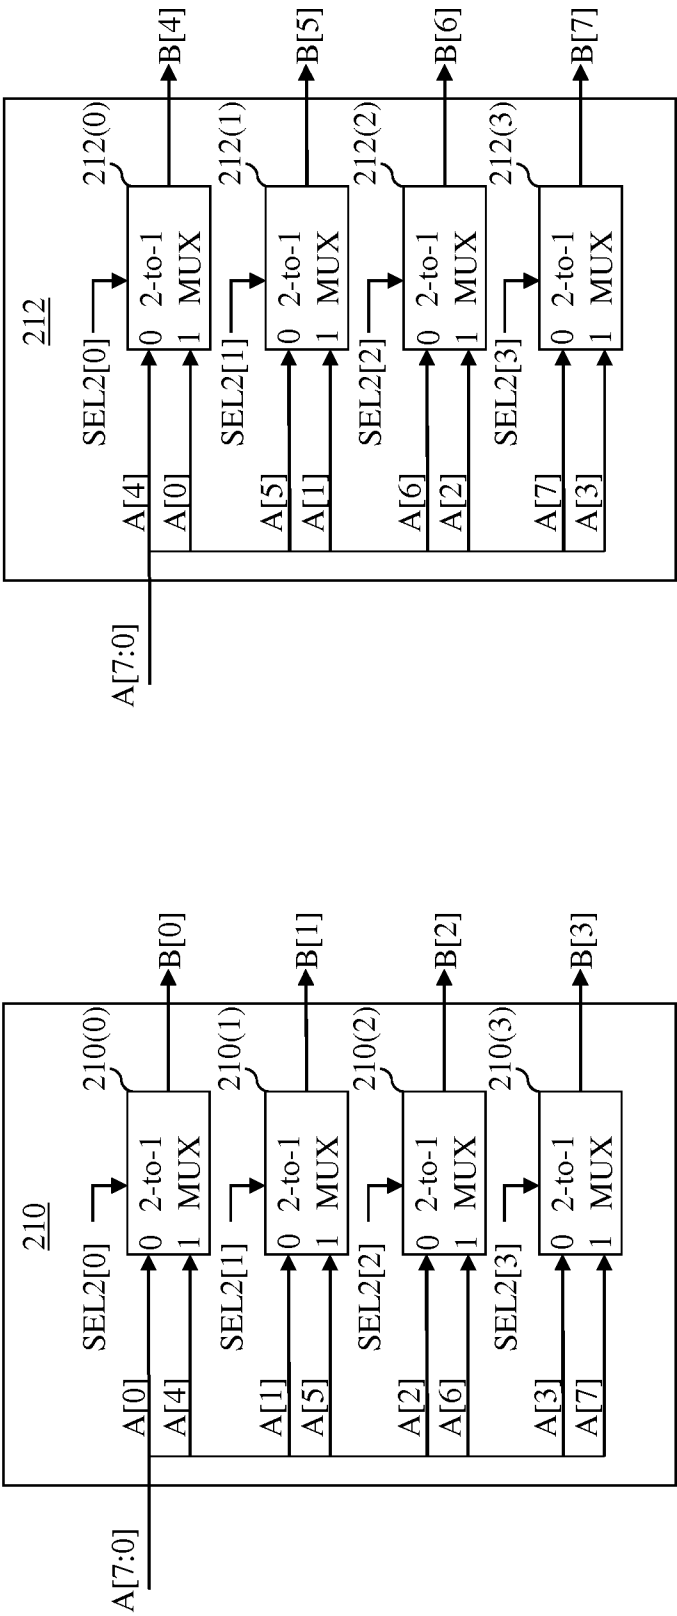 210
A[7:0]
A[0]
A[4]
SEL2[0]
0 2-to-1
1 MUX
210(0)
B[0]
A[1]
A[5]
SEL2[1]
0 2-to-1
1 MUX
210(1)
B[1]
A[2]
A[6]
SEL2[2]
0 2-to-1
1 MUX
210(2)
B[2]
A[3]
A[7]
SEL2[3]
0 2-to-1
1 MUX
210(3)
B[3]
212
A[7:0]
A[4]
A[0]
SEL2[0]
0 2-to-1
1 MUX
212(0)
B[4]
A[5]
A[1]
SEL2[1]
0 2-to-1
1 MUX
212(1)
B[5]
A[6]
A[2]
SEL2[2]
0 2-to-1
1 MUX
212(2)
B[6]
A[7]
A[3]
SEL2[3]
0 2-to-1
1 MUX
212(3)
B[7]